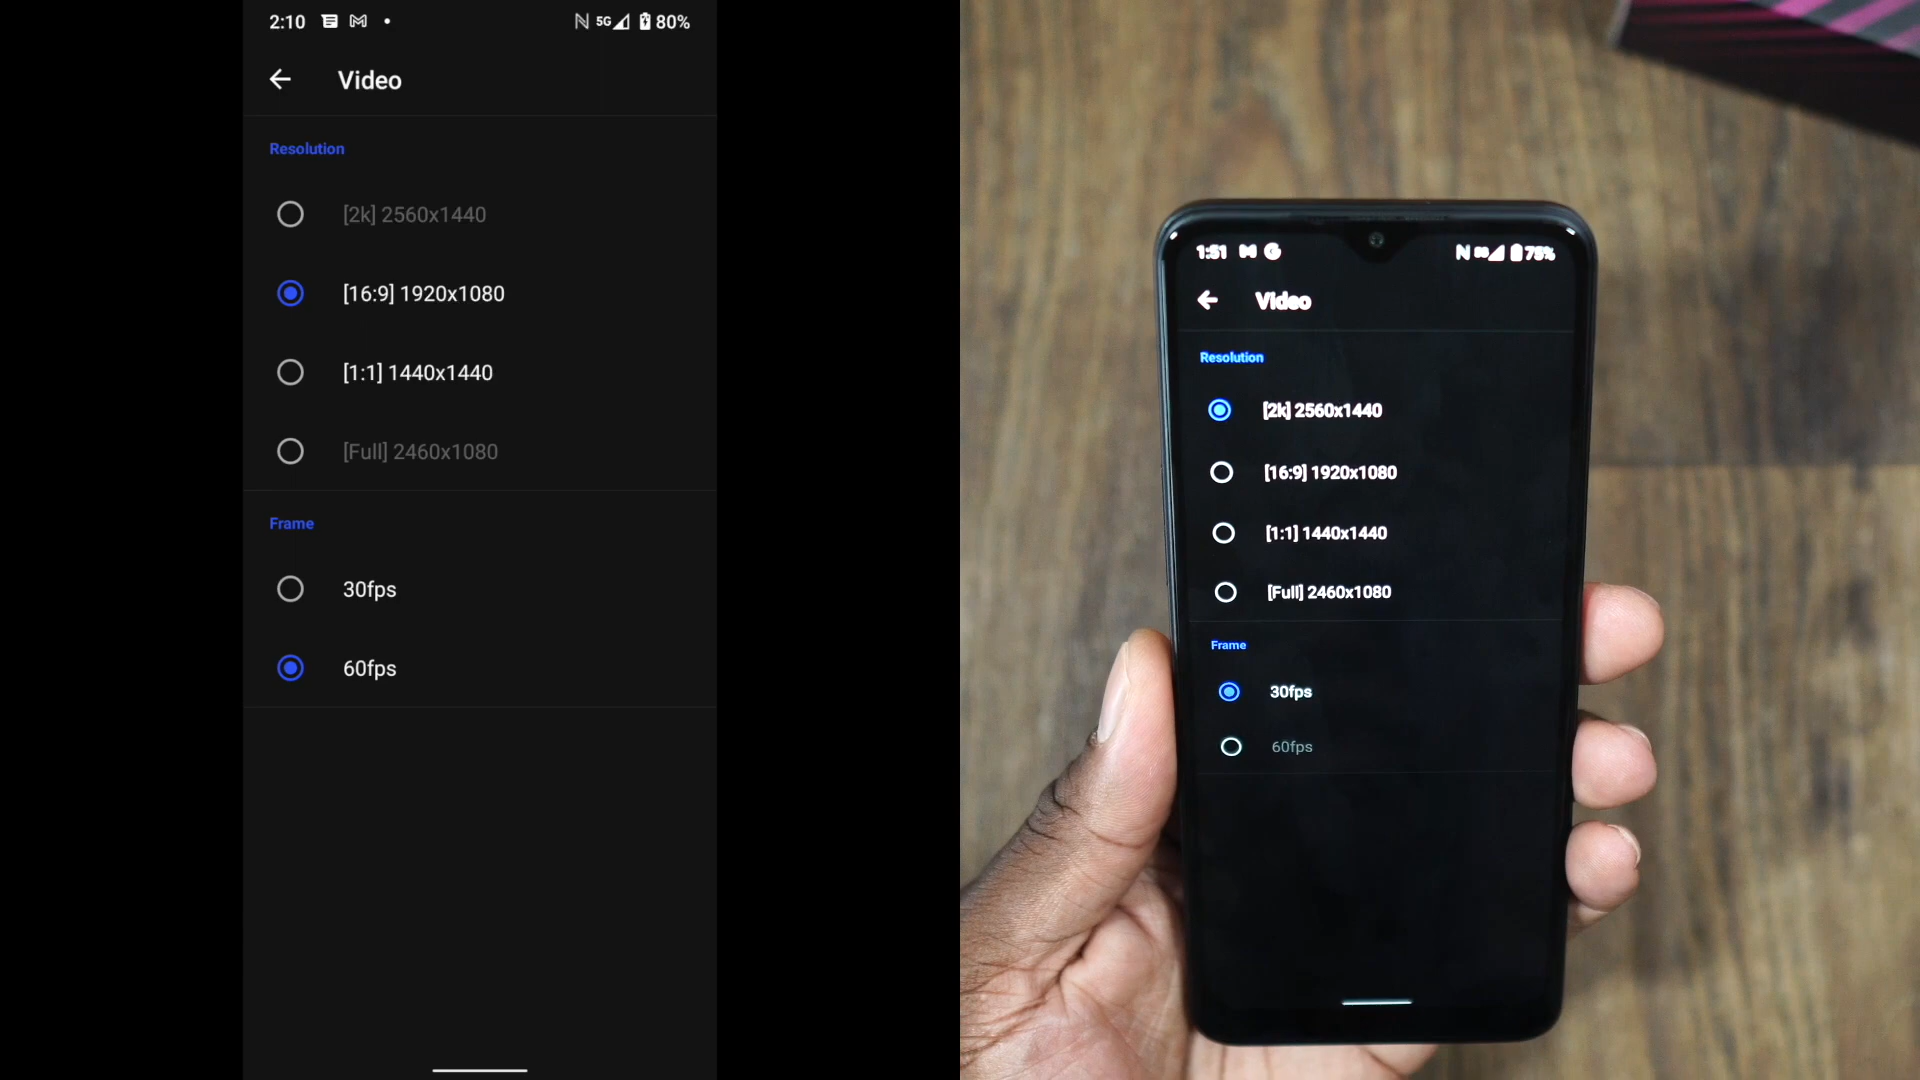 2:10 5G 80%
Video
Resolution
[2k] 2560x1440
[16:9] 1920x1080
[1:1] 1440x1440
[Full] 2460x1080
Frame
30fps
60fps
1:51 75%
Video
Resolution
[2k] 2560x1440
[16:9] 1920x1080
[1:1] 1440x1440
[Full] 2460x1080
Frame
30fps
60fps